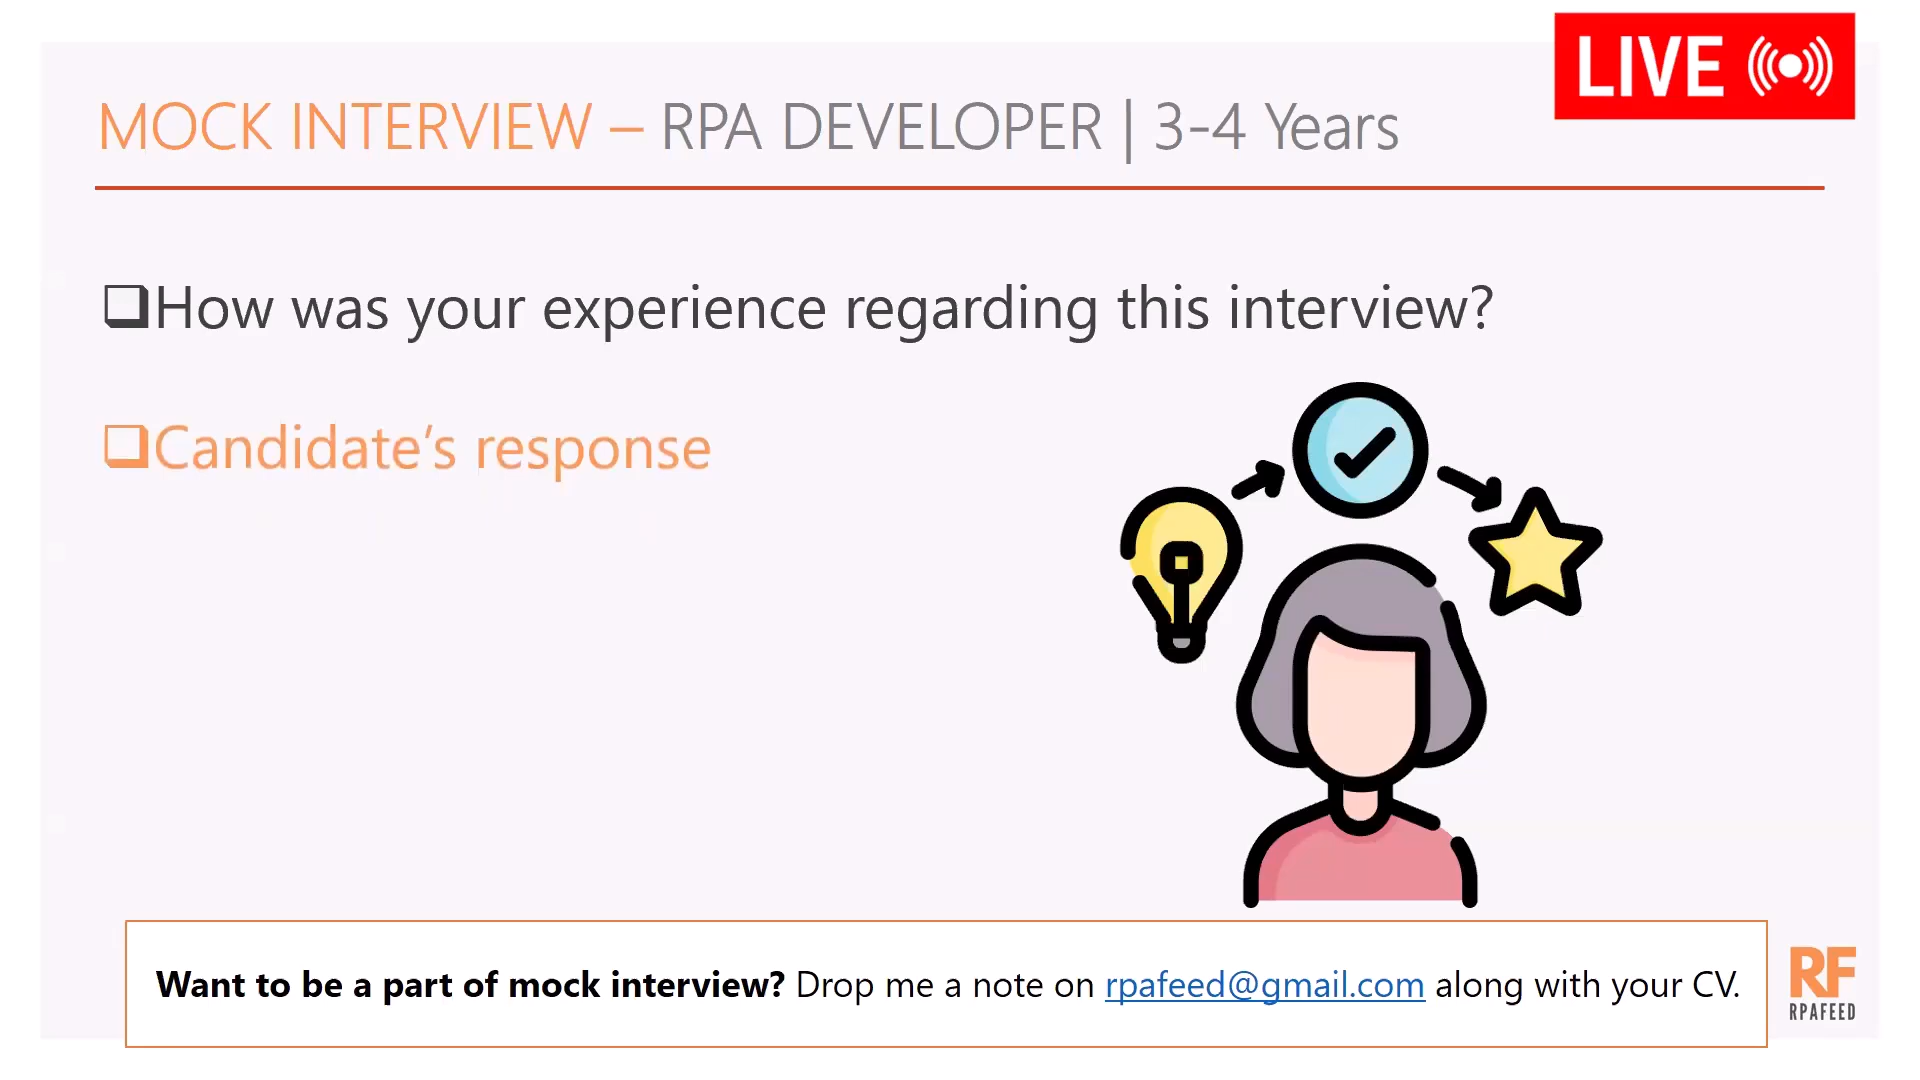 LIVE
MOCK INTERVIEW – RPA DEVELOPER | 3-4 Years
How was your experience regarding this interview?
Candidate’s response
Want to be a part of mock interview? Drop me a note on rpafeed@gmail.com along with your CV.
RF
RPAFEED